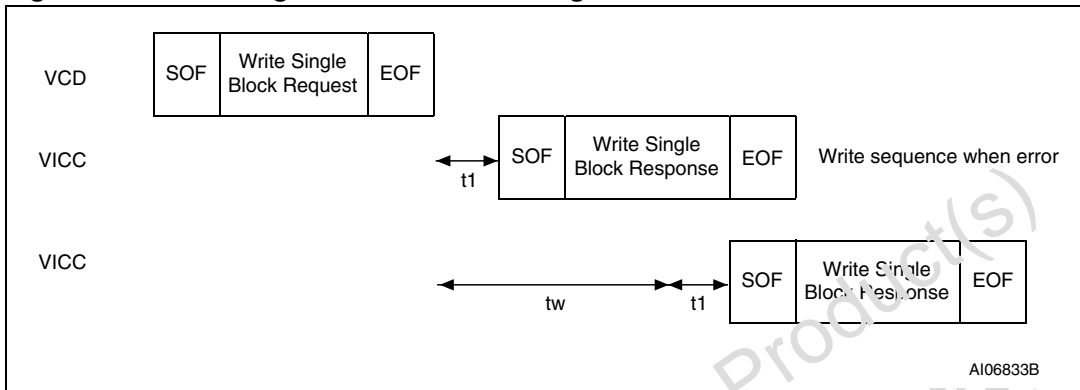 VCD
SOF
Write Single
Block Request
EOF
VICC
t1
SOF
Write Single
Block Response
EOF
Write sequence when error
VICC
tw
t1
SOF
Write Single
Block Response
EOF
Product(s)
AI06833B